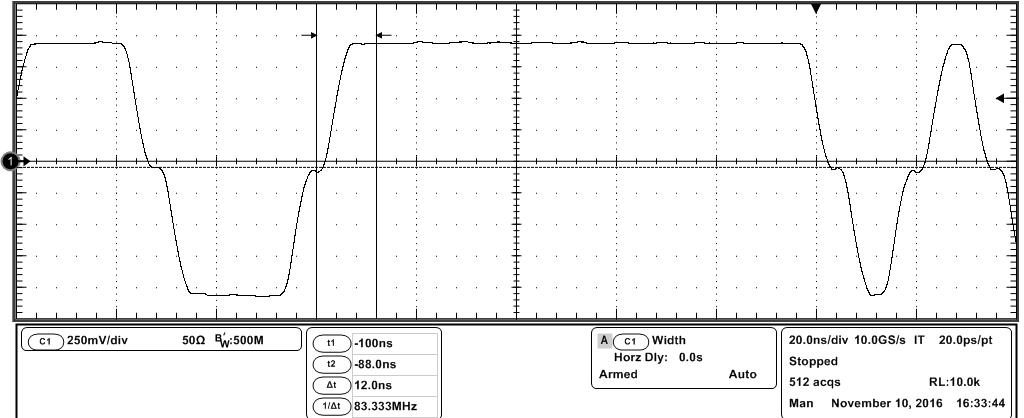 1
C1 250mV/div 50Ω BW:500M
t1 -100ns
t2 -88.0ns
Δt 12.0ns
1/Δt 83.333MHz
A C1 Width
Horz Dly: 0.0s
Armed Auto
20.0ns/div 10.0GS/s IT 20.0ps/pt
Stopped
512 acqs RL:10.0k
Man November 10, 2016 16:33:44